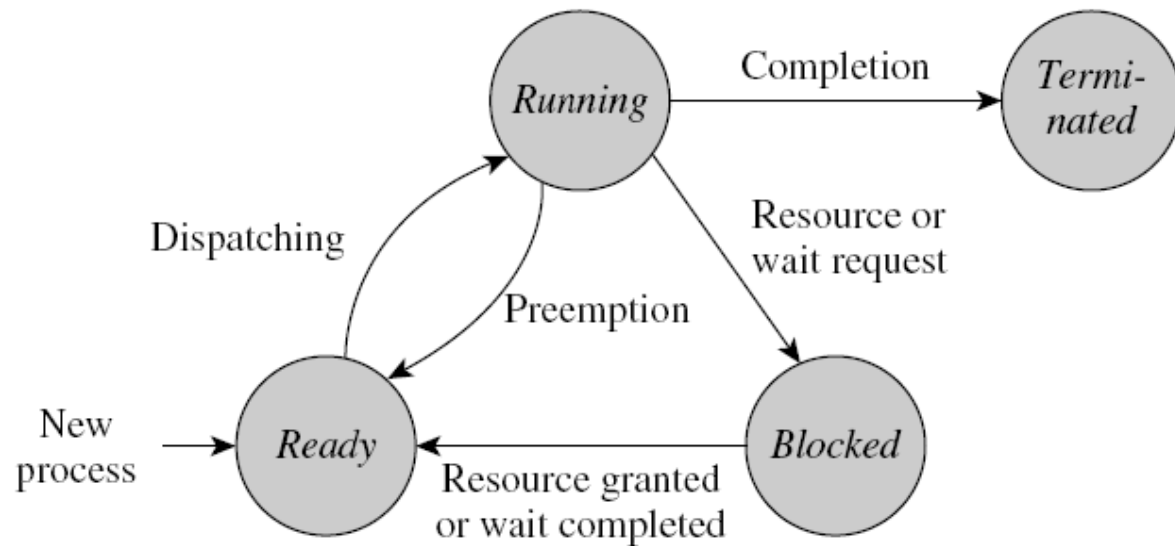 Completion
Running
Termi-
nated
Dispatching
Resource or
wait request
Preemption
New
process
Ready
Blocked
Resource granted
or wait completed